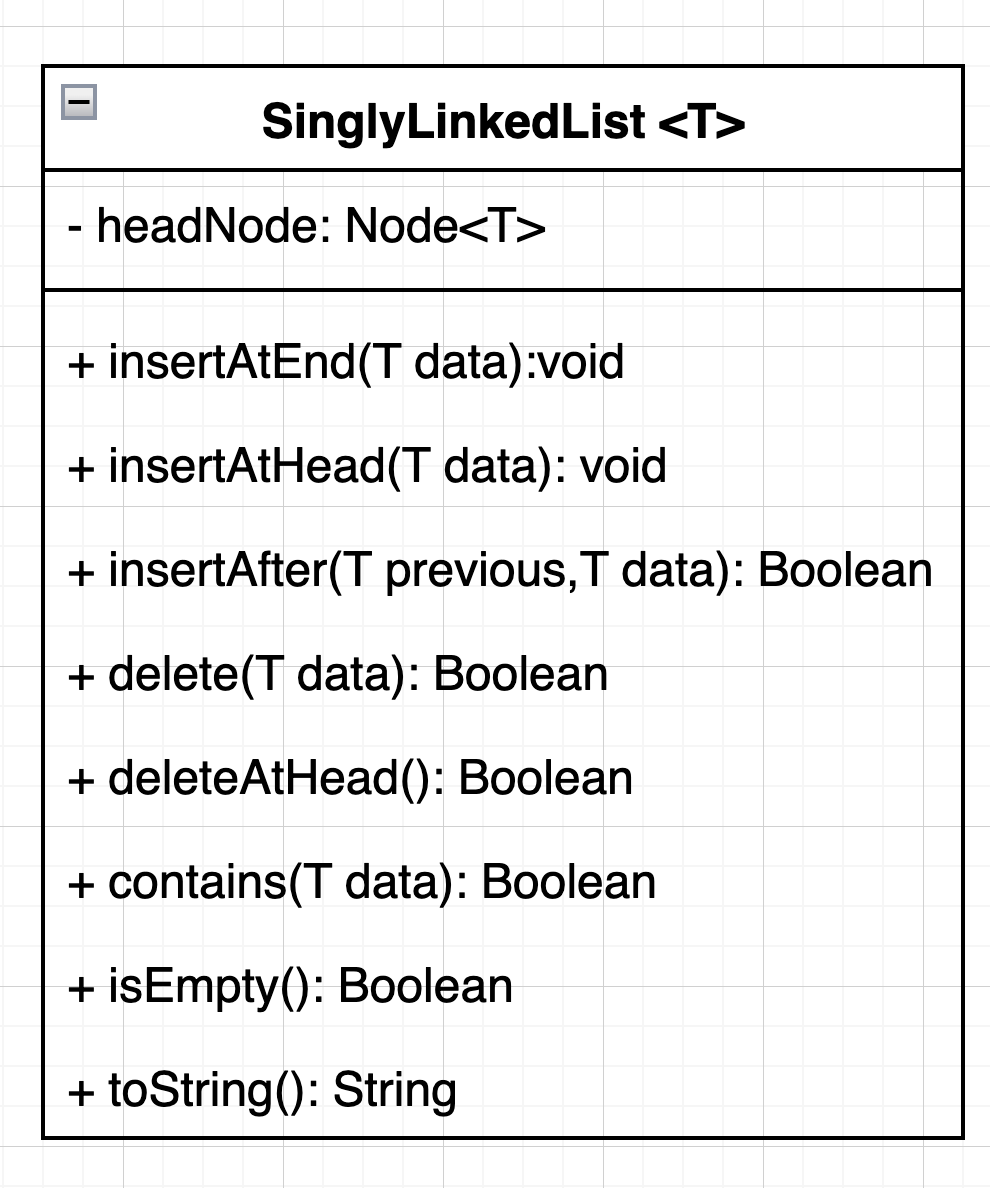 SinglyLinkedList <T>
- headNode: Node<T>
+ insertAtEnd(T data):void
+ insertAtHead(T data): void
+ insertAfter(T previous,T data): Boolean
+ delete(T data): Boolean
+ deleteAtHead(): Boolean
+ contains(T data): Boolean
+ isEmpty(): Boolean
+ toString(): String